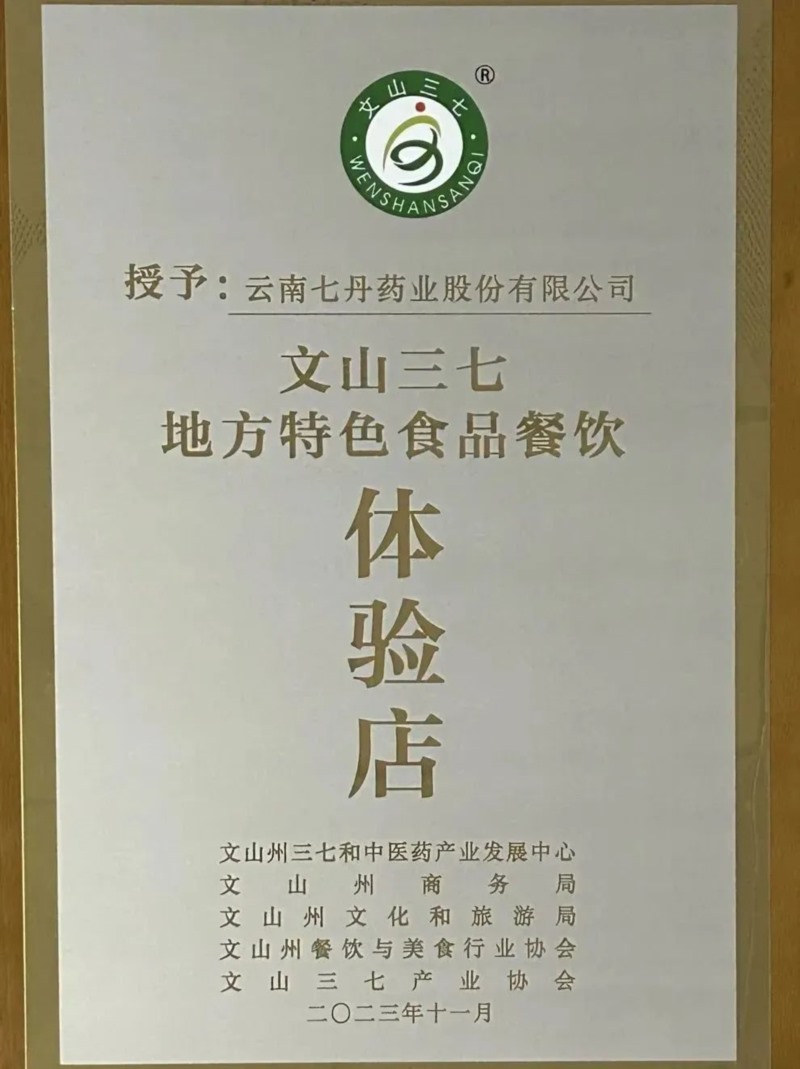 ®
文山三七
WENSHANSANQI
授予：云南七丹药业股份有限公司
文山三七
地方特色食品餐饮
体
验
店
文山州三七和中医药产业发展中心
文山州商务局
文山州文化和旅游局
文山州餐饮与美食行业协会
文山三七产业协会
二〇二三年十一月